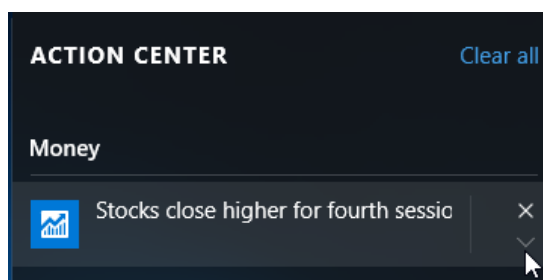 ACTION CENTER Clear all
Money
Stocks close higher for fourth sessio